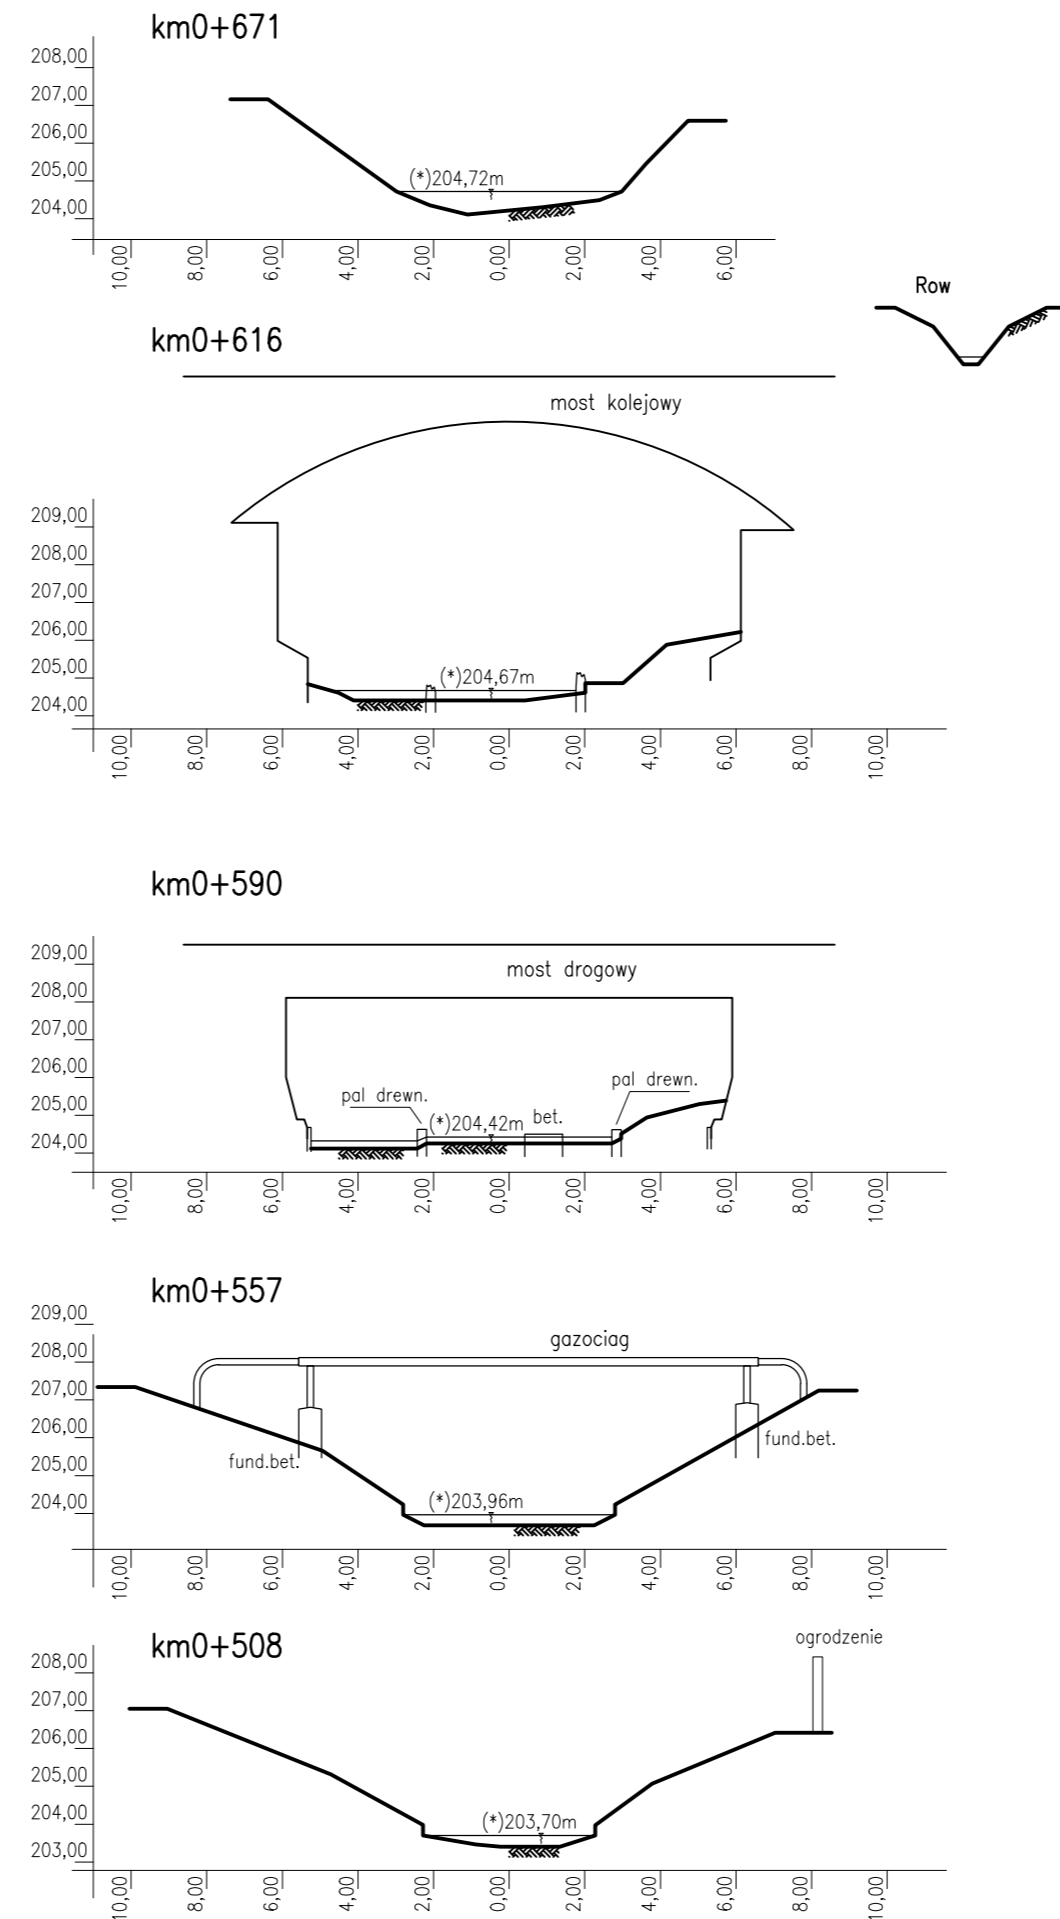 km0+671
208,00
207,00
206,00
205,00
204,00
(*)204,72m
10,00 8,00 6,00 4,00 2,00 0,00 2,00 4,00 6,00
Row
km0+616
most kolejowy
209,00
208,00
207,00
206,00
205,00
204,00
(*)204,67m
10,00 8,00 6,00 4,00 2,00 0,00 2,00 4,00 6,00 8,00 10,00
km0+590
209,00
208,00
207,00
206,00
205,00
204,00
most drogowy
pal drewn.
(*)204,42m
bet.
pal drewn.
10,00 8,00 6,00 4,00 2,00 0,00 2,00 4,00 6,00 8,00 10,00
km0+557
209,00
208,00
207,00
206,00
205,00
204,00
gazociag
fund.bet.
fund.bet.
(*)203,96m
10,00 8,00 6,00 4,00 2,00 0,00 2,00 4,00 6,00 8,00 10,00
km0+508
ogrodzenie
208,00
207,00
206,00
205,00
204,00
203,00
(*)203,70m
10,00 8,00 6,00 4,00 2,00 0,00 2,00 4,00 6,00 8,00 10,00